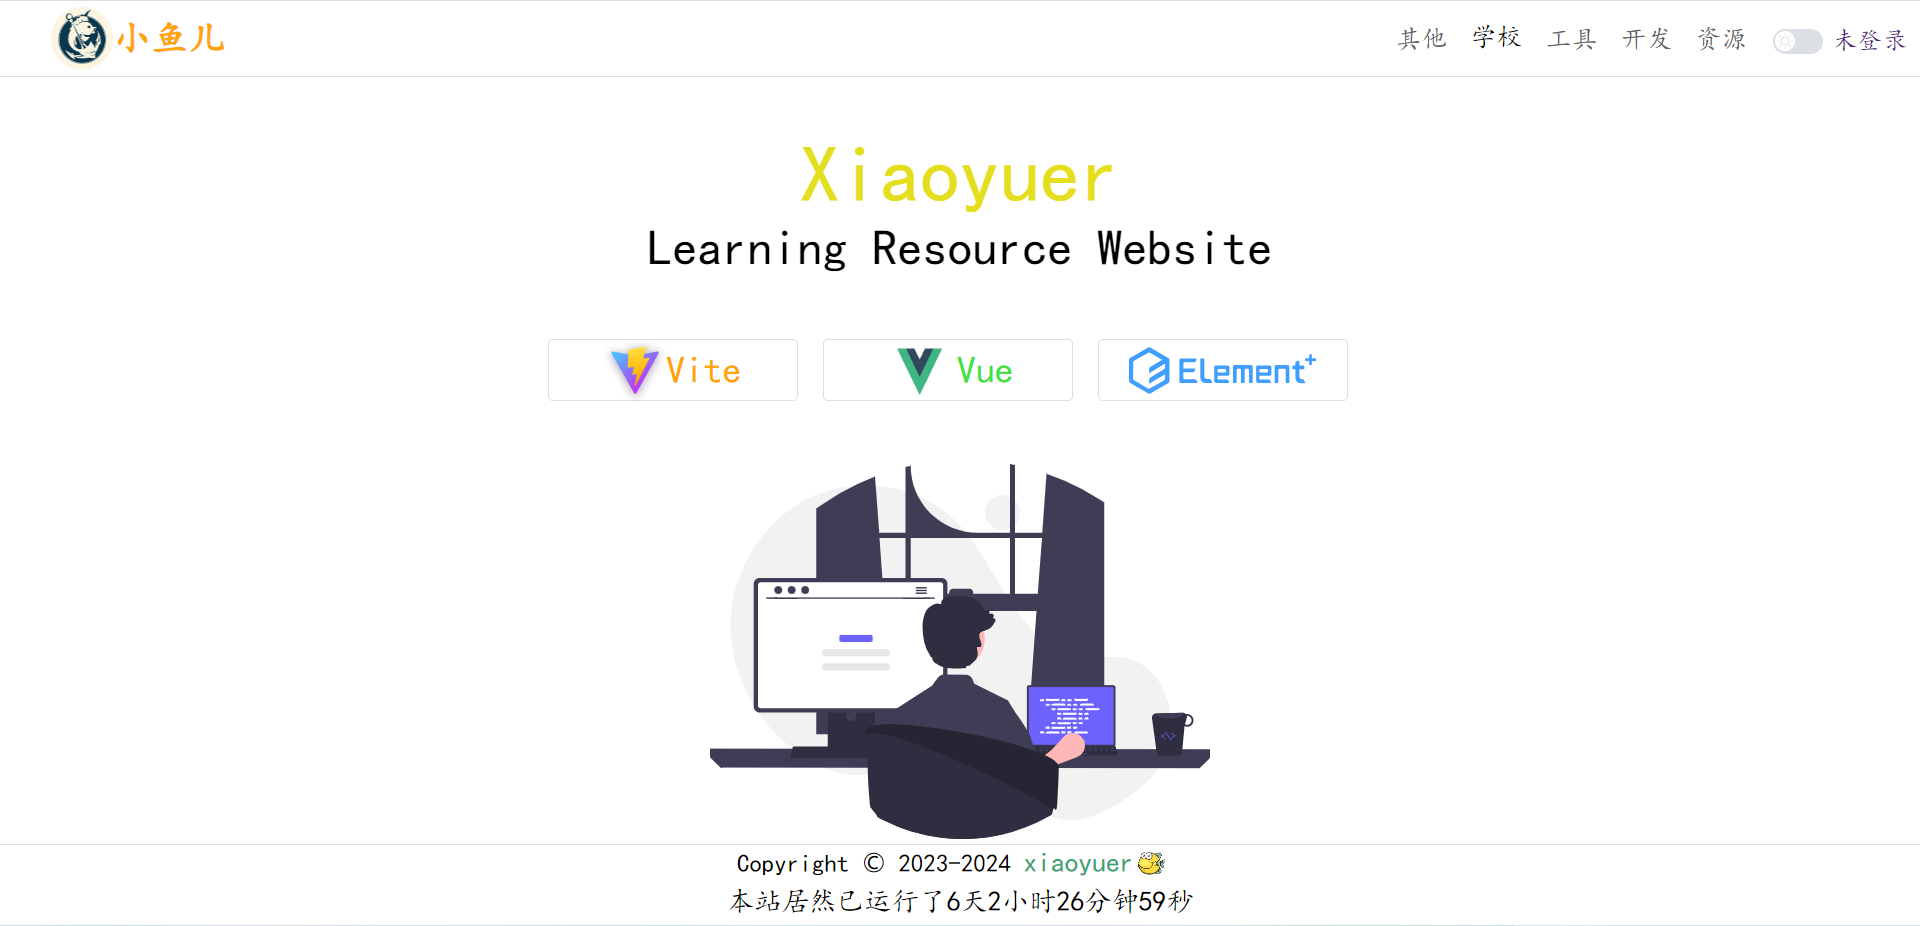 小鱼儿
其他 学校 工具 开发 资源 未登录
Xiaoyuer
Learning Resource Website
Vite Vue Element+
Copyright © 2023-2024 xiaoyuer
本站居然已运行了6天2小时26分钟59秒